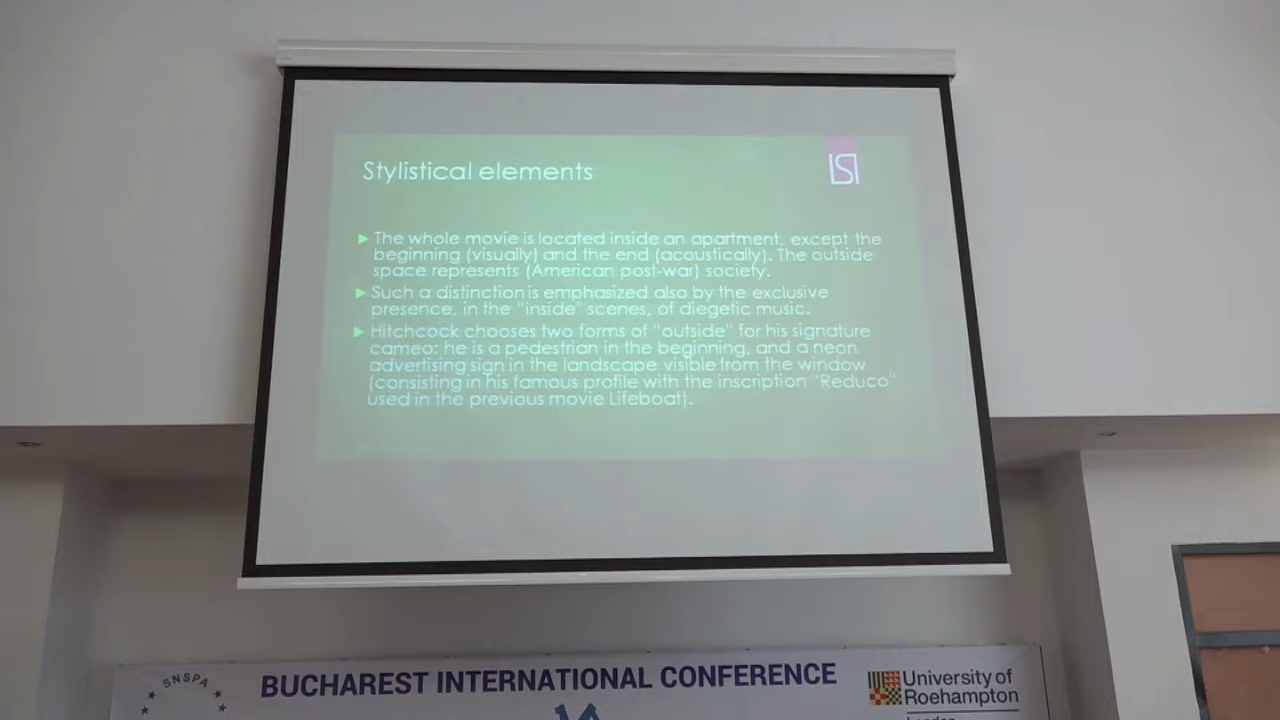 Stylistical elements
ISI
The whole movie is located inside an apartment, except the
beginning (visually) and the end (acoustically). The outside
space represents (American post-war) society.
Such a distinction is emphasized also by the exclusive
presence, in the "inside" scenes, of diegetic music.
Hitchcock chooses two forms of "outside" for his signature
cameo: he is a pedestrian in the beginning, and a neon
advertising sign in the landscape visible from the window
(consisting in his famous profile with the inscription "Reduco"
used in the previous movie Lifeboat).
SNSPA
BUCHAREST INTERNATIONAL CONFERENCE
University of
Roehampton
London